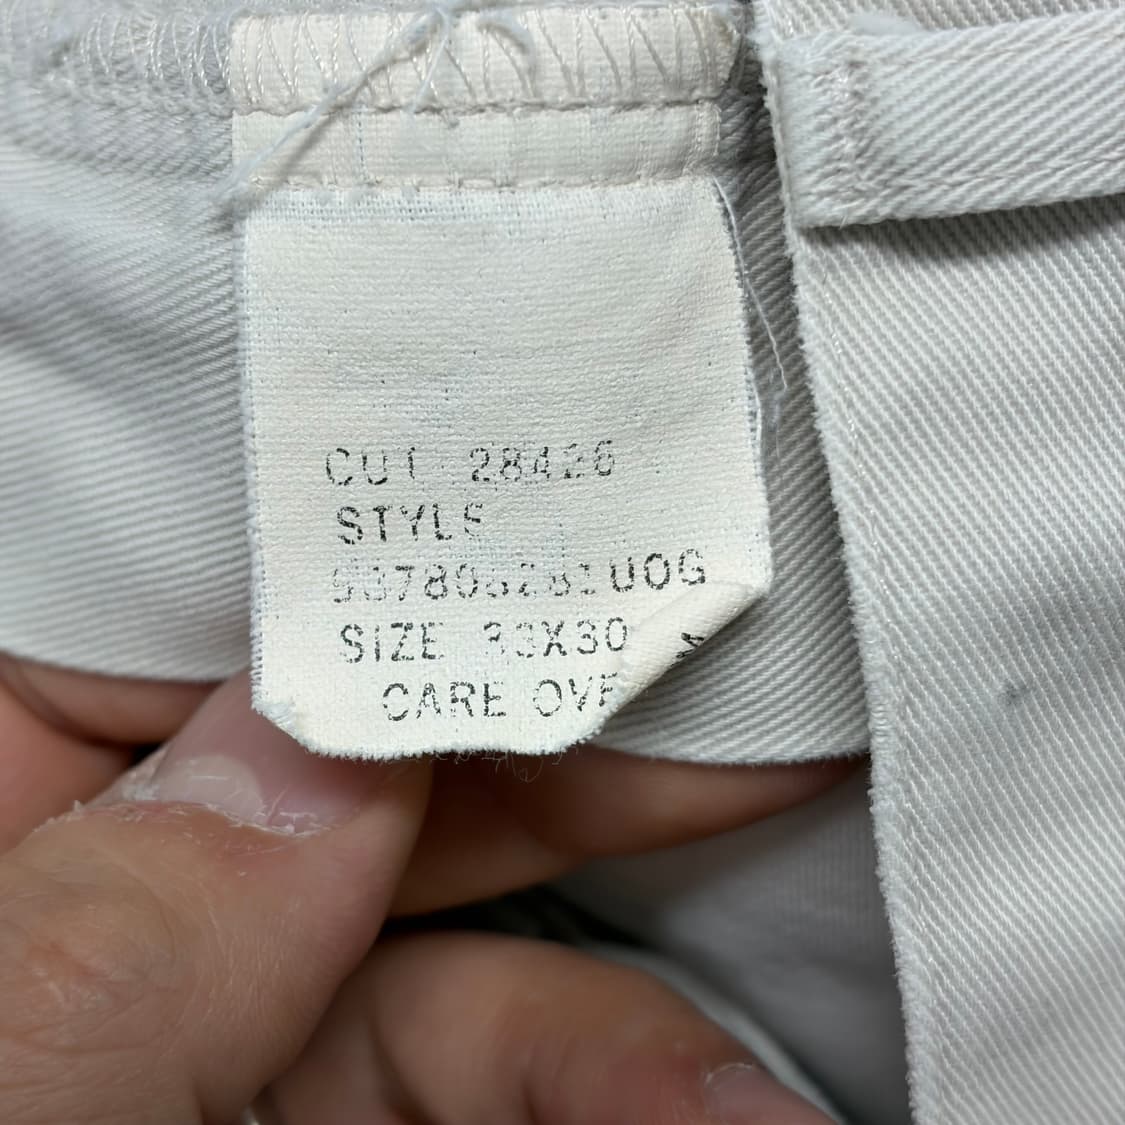 CUT 28426
STYLE
SIZE 33X30 M
CARE OVE